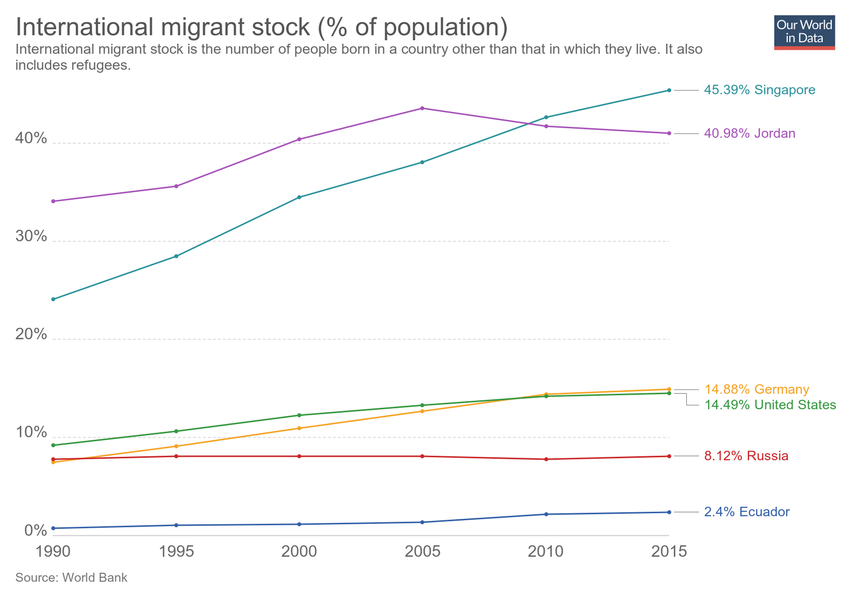 International migrant stock (% of population)
Our World
in Data
International migrant stock is the number of people born in a country other than that in which they live. It also
includes refugees.
45.39% Singapore
40%
40.98% Jordan
30%
20%
14.88% Germany
14.49% United States
10%
8.12% Russia
2.4% Ecuador
0%
1990 1995 2000 2005 2010 2015
Source: World Bank